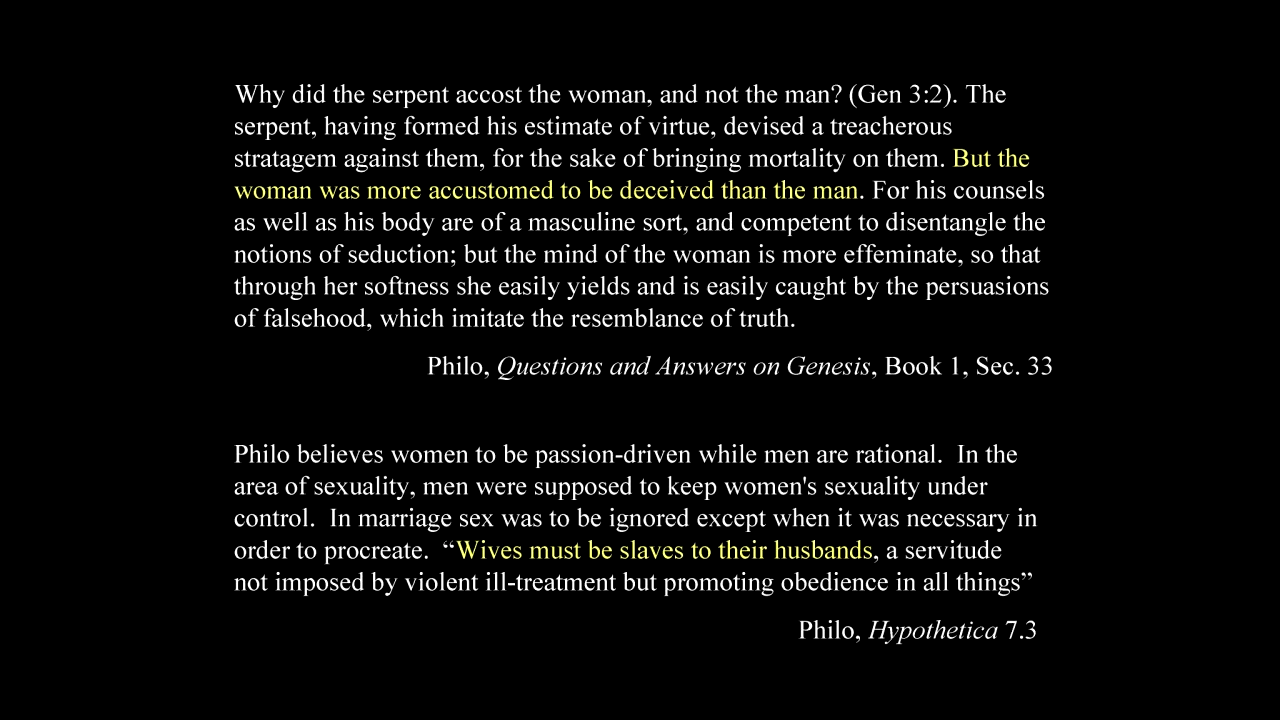 Why did the serpent accost the woman, and not the man? (Gen 3:2). The
serpent, having formed his estimate of virtue, devised a treacherous
stratagem against them, for the sake of bringing mortality on them. But the
woman was more accustomed to be deceived than the man. For his counsels
as well as his body are of a masculine sort, and competent to disentangle the
notions of seduction; but the mind of the woman is more effeminate, so that
through her softness she easily yields and is easily caught by the persuasions
of falsehood, which imitate the resemblance of truth.
Philo, Questions and Answers on Genesis, Book 1, Sec. 33
Philo believes women to be passion-driven while men are rational.  In the
area of sexuality, men were supposed to keep women's sexuality under
control.  In marriage sex was to be ignored except when it was necessary in
order to procreate.  “Wives must be slaves to their husbands, a servitude
not imposed by violent ill-treatment but promoting obedience in all things”
Philo, Hypothetica 7.3